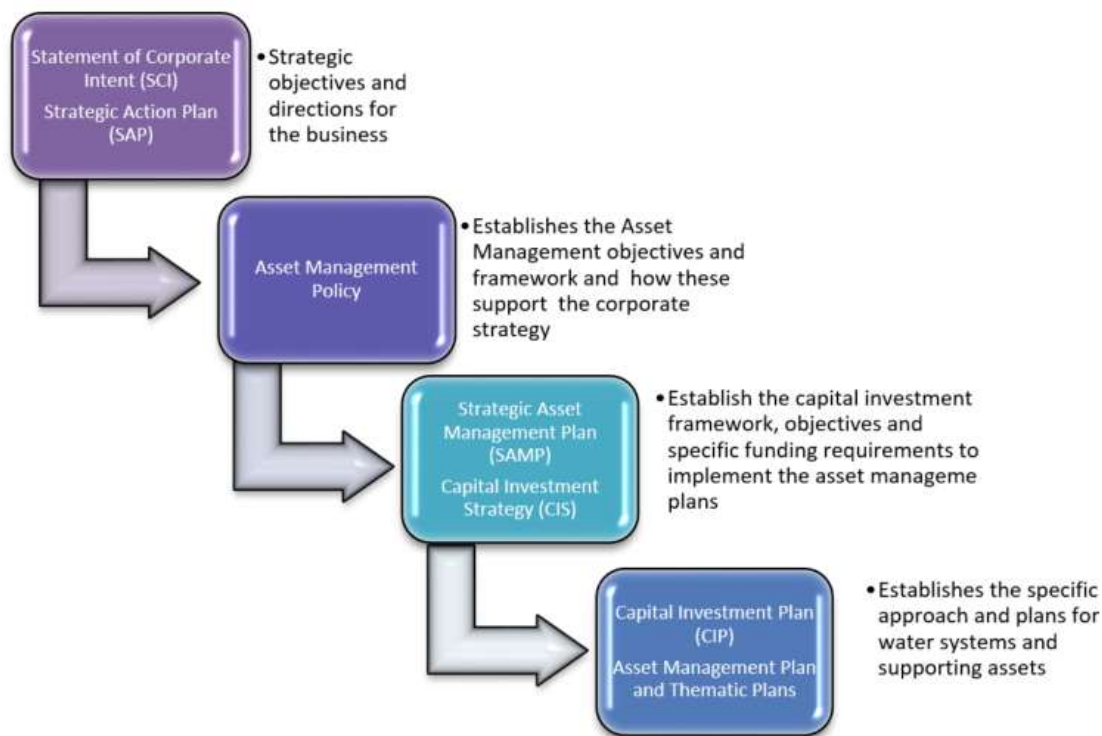 Statement of Corporate
Intent (SCI)
Strategic Action Plan
(SAP)
•Strategic
objectives and
directions for
the business
Asset Management
Policy
•Establishes the Asset
Management objectives and
framework and how these
support the corporate
strategy
Strategic Asset
Management Plan
(SAMP)
Capital Investment
Strategy (CIS)
•Establish the capital investment
framework, objectives and
specific funding requirements to
implement the asset manageme
plans
Capital Investment Plan
(CIP)
Asset Management Plan
and Thematic Plans
•Establishes the specific
approach and plans for
water systems and
supporting assets